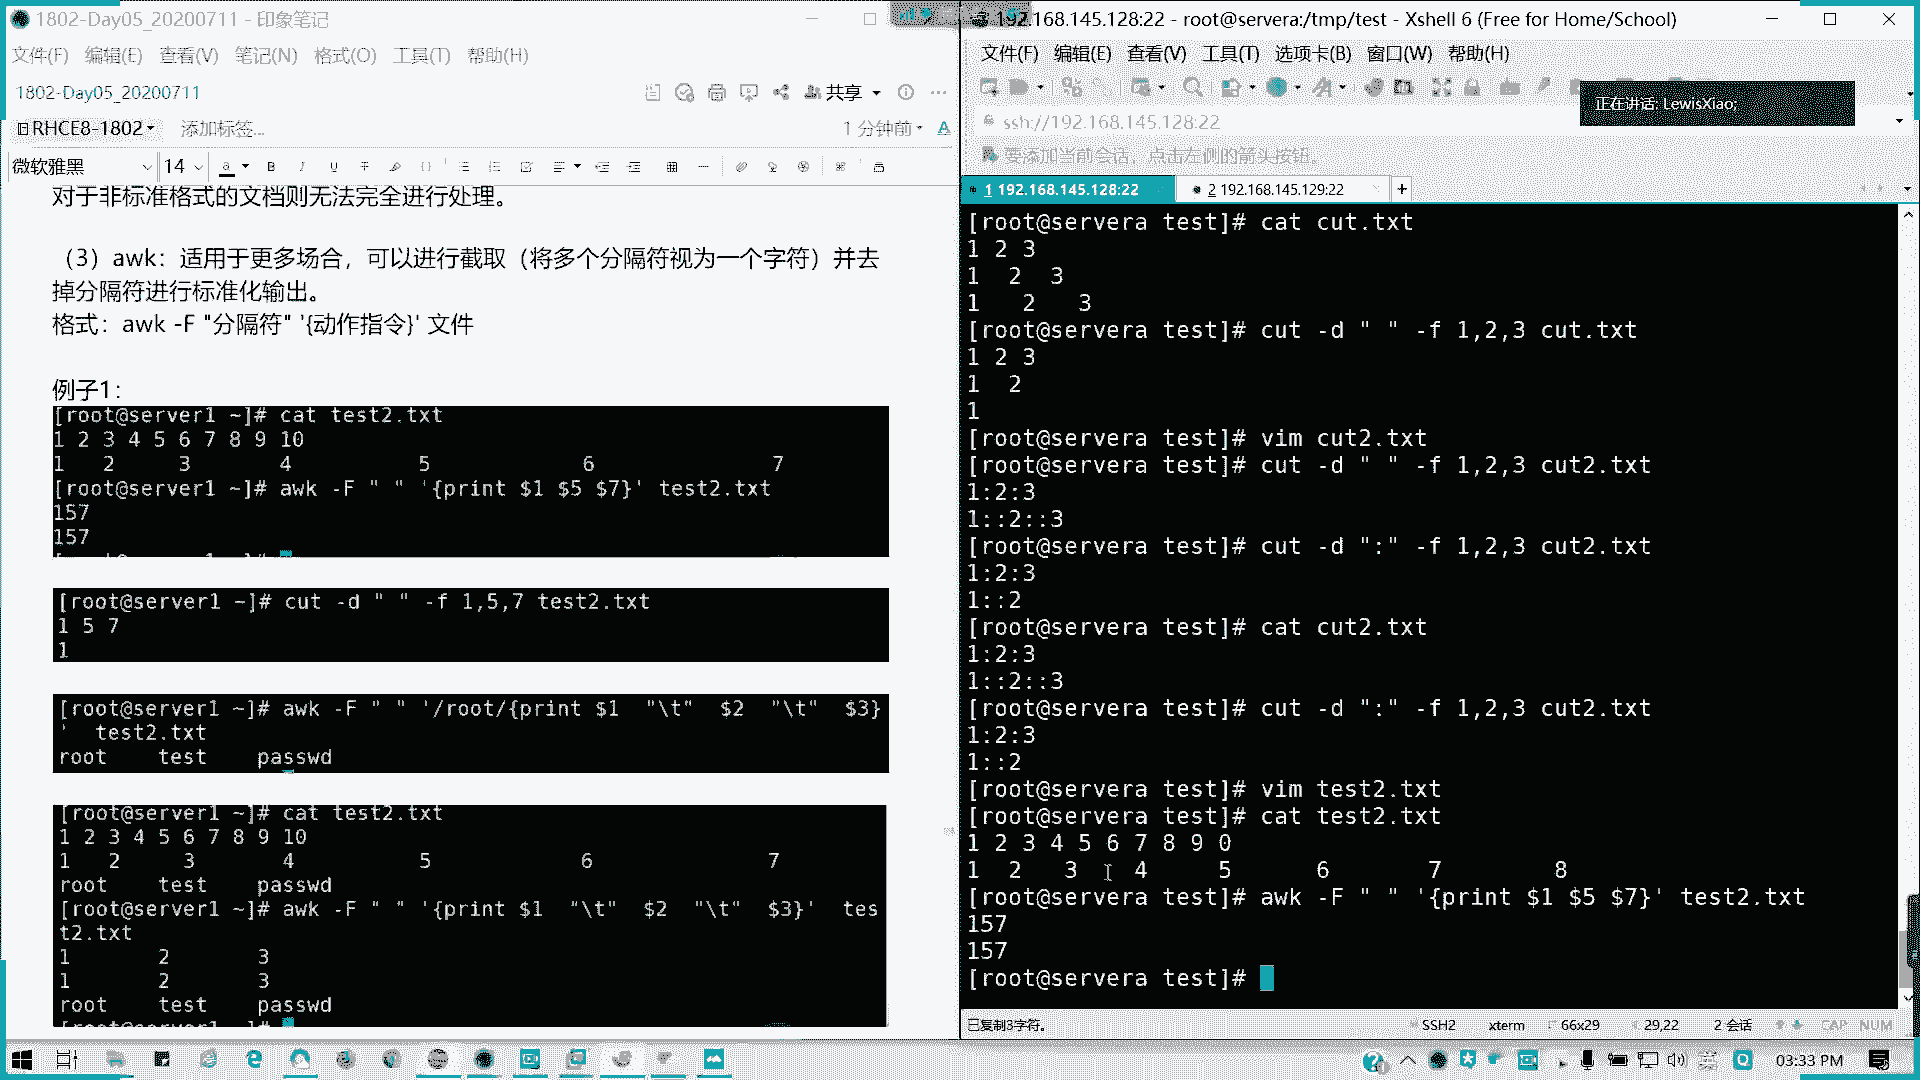 1802-Day05_20200711 - 印象笔记
文件(F) 编辑(E) 查看(V) 笔记(N) 格式(O) 工具(T) 帮助(H)
1802-Day05_20200711
共享
RHCE8-1802 添加标签...
1 分钟前
微软雅黑 14
对于非标准格式的文档则无法完全进行处理。
（3）awk：适用于更多场合，可以进行截取（将多个分隔符视为一个字符）并去
掉分隔符进行标准化输出。
格式：awk -F "分隔符" '{动作指令}' 文件
例子1：
[root@server1 ~]# cat test2.txt
1 2 3 4 5 6 7 8 9 10
1 2 3 4 5 6 7
[root@server1 ~]# awk -F " " '{print $1 $5 $7}' test2.txt
157
157
[root@server1 ~]# cut -d " " -f 1,5,7 test2.txt
1 5 7
1
[root@server1 ~]# awk -F " " '/root/{print $1 "\t" $2 "\t" $3}
' test2.txt
root test passwd
[root@server1 ~]# cat test2.txt
1 2 3 4 5 6 7 8 9 10
1 2 3 4 5 6 7
root test passwd
[root@server1 ~]# awk -F " " '{print $1 "\t" $2 "\t" $3}' tes
t2.txt
1 2 3
1 2 3
root test passwd
192.168.145.128:22 - root@servera:/tmp/test - Xshell 6 (Free for Home/School)
文件(F) 编辑(E) 查看(V) 工具(T) 选项卡(B) 窗口(W) 帮助(H)
正在讲话: LewisXiao;
ssh://192.168.145.128:22
要添加当前会话，点击左侧的箭头按钮。
1 192.168.145.128:22 2 192.168.145.129:22
[root@servera test]# cat cut.txt
1 2 3
1  2  3
1   2   3
[root@servera test]# cut -d " " -f 1,2,3 cut.txt
1 2 3
1  2
1
[root@servera test]# vim cut2.txt
[root@servera test]# cut -d " " -f 1,2,3 cut2.txt
1:2:3
1::2::3
[root@servera test]# cut -d ":" -f 1,2,3 cut2.txt
1:2:3
1::2
[root@servera test]# cat cut2.txt
1:2:3
1::2::3
[root@servera test]# cut -d ":" -f 1,2,3 cut2.txt
1:2:3
1::2
[root@servera test]# vim test2.txt
[root@servera test]# cat test2.txt
1 2 3 4 5 6 7 8 9 0
1  2   3    4     5      6       7        8
[root@servera test]# awk -F " " '{print $1 $5 $7}' test2.txt
157
157
[root@servera test]#
已复制3字符。 SSH2 xterm 66x29 29,22 2 会话 CAP NUM
英 03:33 PM